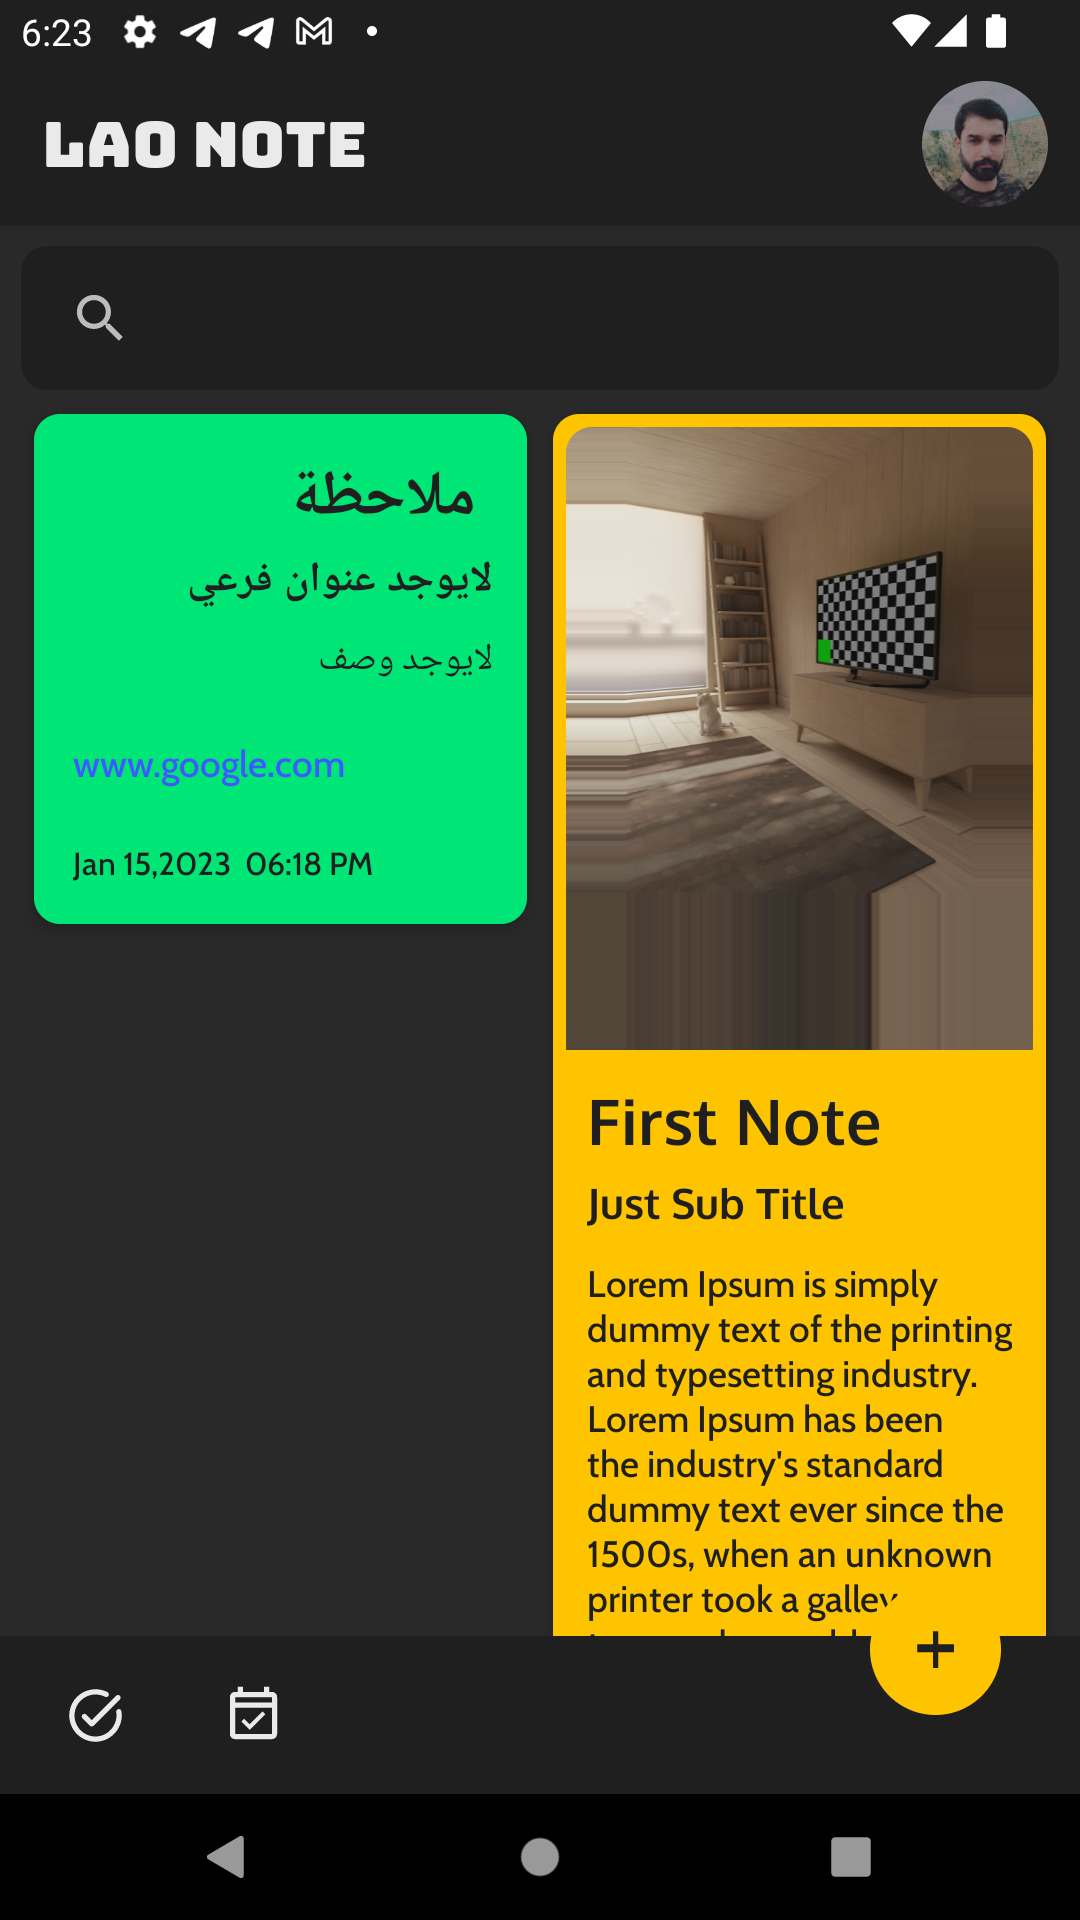 6:23
LAO NOTE
ملاحظة
لايوجد عنوان فرعي
لايوجد وصف
www.google.com
Jan 15,2023 06:18 PM
First Note
Just Sub Title
Lorem Ipsum is simply
dummy text of the printing
and typesetting industry.
Lorem Ipsum has been
the industry's standard
dummy text ever since the
1500s, when an unknown
printer took a galley